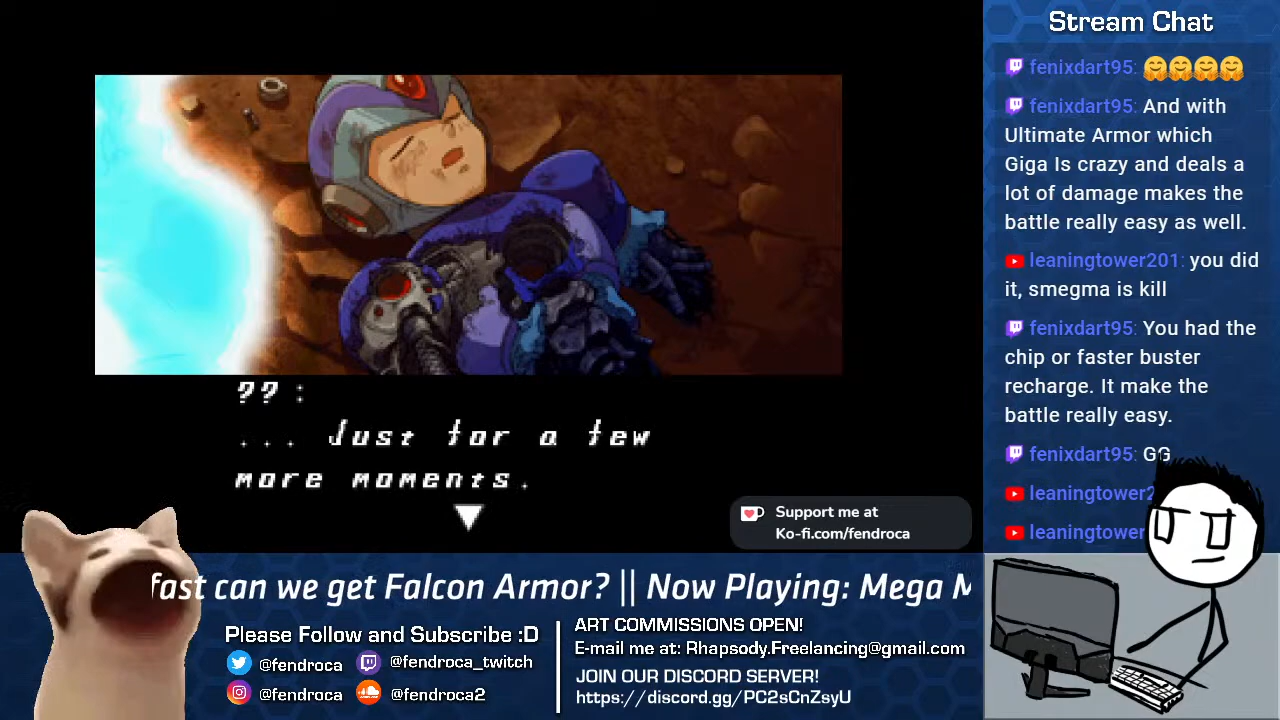 Stream Chat
fenixdart95: 🤗🤗🤗🤗
fenixdart95: And with
Ultimate Armor which
Giga Is crazy and deals a
lot of damage makes the
battle really easy as well.
leaningtower201: you did
it, smegma is kill
fenixdart95: You had the
chip or faster buster
recharge. It make the
battle really easy.
fenixdart95: GG
leaningtower2
leaningtower
?? :
... Just for a few
more moments.
Support me at
Ko-fi.com/fendroca
fast can we get Falcon Armor? || Now Playing: Mega M
Please Follow and Subscribe :D
@fendroca
@fendroca_twitch
@fendroca
@fendroca2
ART COMMISSIONS OPEN!
E-mail me at: Rhapsody.Freelancing@gmail.com
JOIN OUR DISCORD SERVER!
https://discord.gg/PC2sCnZsyU